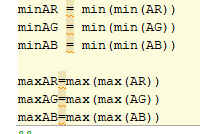 minAR = min(min(AR))
minAG = min(min(AG))
minAB = min(min(AB))
maxAR=max(max(AR))
maxAG=max(max(AG))
maxAB=max(max(AB))